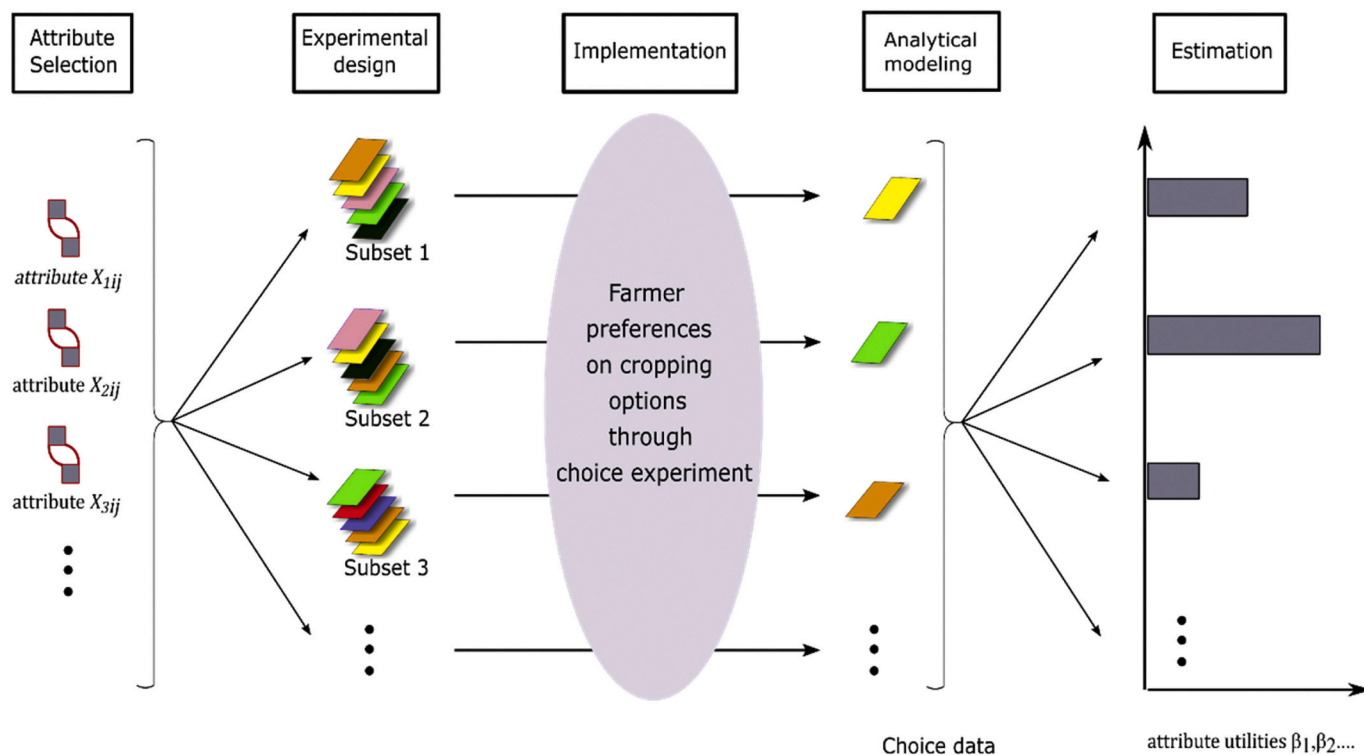 Attribute
Selection
Experimental
design
Implementation
Analytical
modeling
Estimation
attribute X1ij
attribute X2ij
attribute X3ij
Subset 1
Subset 2
Subset 3
Farmer
preferences
on cropping
options
through
choice experiment
Choice data
attribute utilities β1,β2....